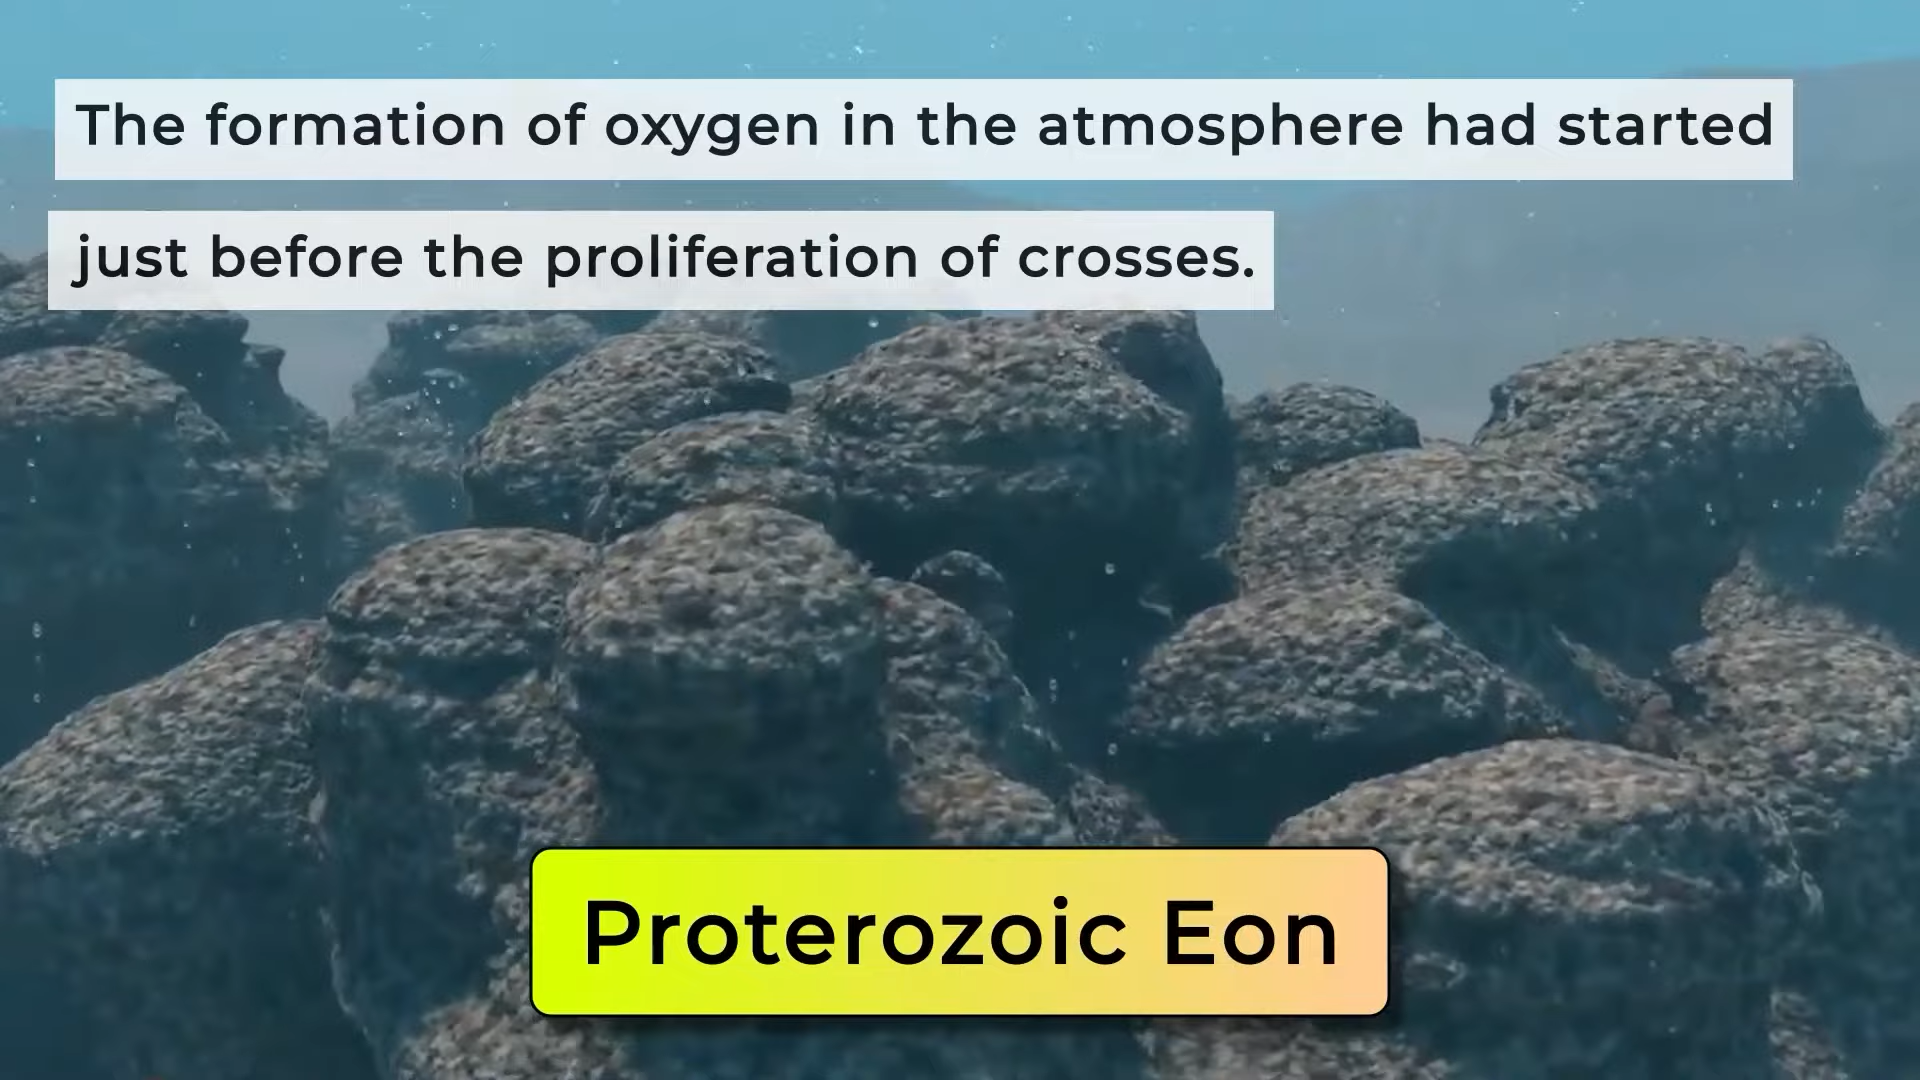 The formation of oxygen in the atmosphere had started
just before the proliferation of crosses.
Proterozoic Eon